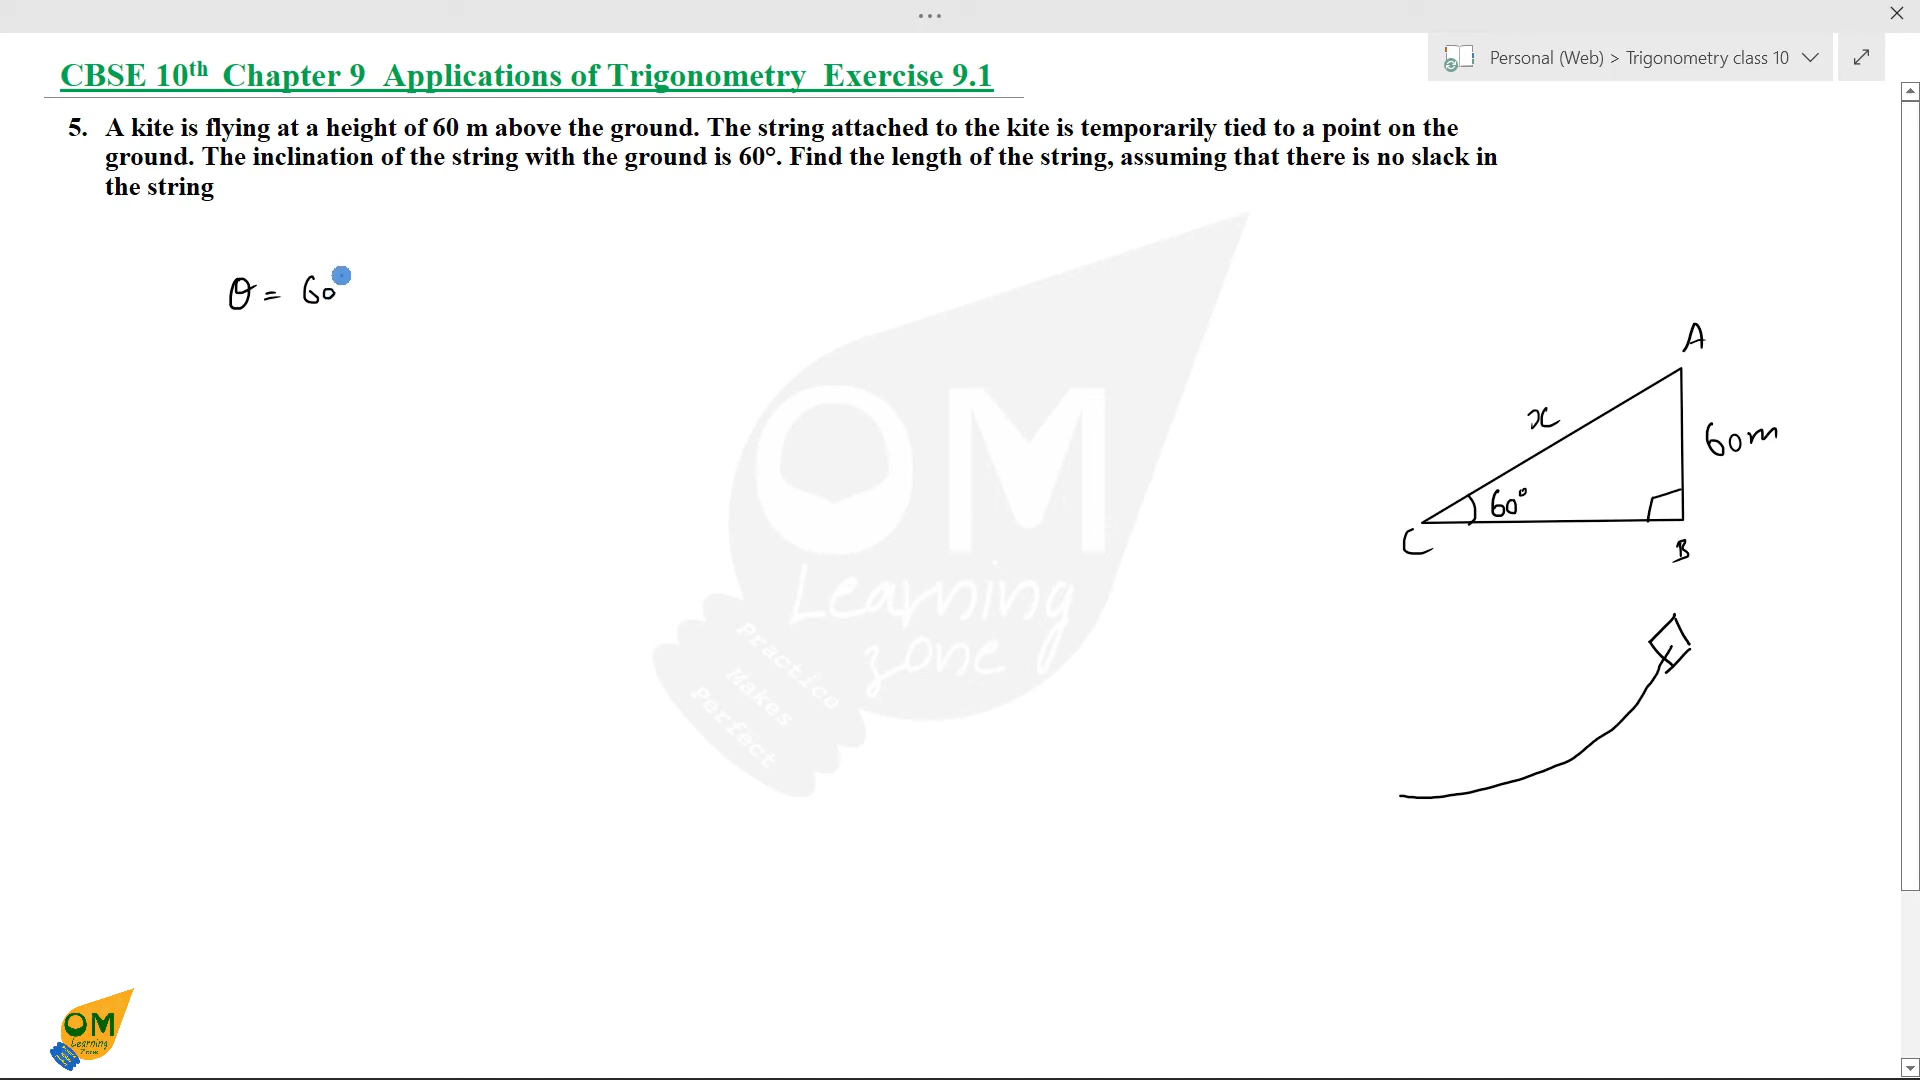 Personal (Web) > Trigonometry class 10
CBSE 10th Chapter 9 Applications of Trigonometry Exercise 9.1
5. A kite is flying at a height of 60 m above the ground. The string attached to the kite is temporarily tied to a point on the
ground. The inclination of the string with the ground is 60°. Find the length of the string, assuming that there is no slack in
the string
θ = 60
A
x
60m
60°
C
B
OM
Learning
zone
Practice
Makes
Perfect
OM
Learning
Zone